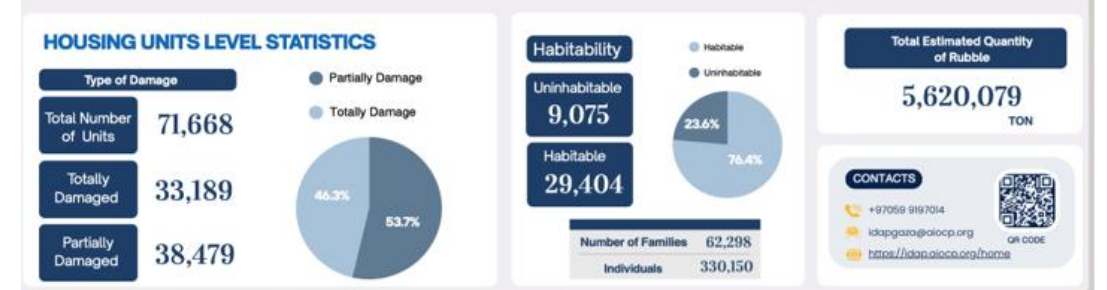 HOUSING UNITS LEVEL STATISTICS
Type of Damage
Total Number
of Units
71,668
Totally
Damaged
33,189
Partially
Damaged
38,479
Partially Damage
Totally Damage
46.3%
53.7%
Habitability
Uninhabitable
9,075
Habitable
29,404
Habitable
Uninhabitable
23.6%
76.4%
Number of Families 62,298
Individuals 330,150
Total Estimated Quantity
of Rubble
5,620,079
TON
CONTACTS
+97059 9197014
idapgaza@aiocp.org
https://idap.aiocp.org/home
QR CODE